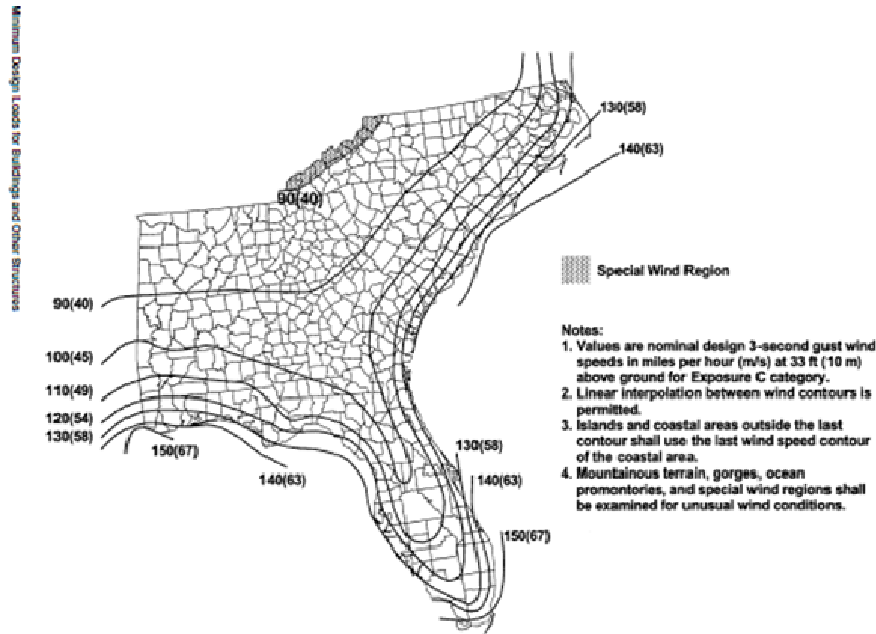 Minimum Design Loads for Buildings and Other Structures
130(58)
140(63)
90(40)
Special Wind Region
90(40)
Notes:
1. Values are nominal design 3-second gust wind
speeds in miles per hour (m/s) at 33 ft (10 m)
above ground for Exposure C category.
2. Linear interpolation between wind contours is
permitted.
3. Islands and coastal areas outside the last
contour shall use the last wind speed contour
of the coastal area.
4. Mountainous terrain, gorges, ocean
promontories, and special wind regions shall
be examined for unusual wind conditions.
100(45)
110(49)
120(54)
130(58)
150(67)
140(63)
130(58)
140(63)
150(67)